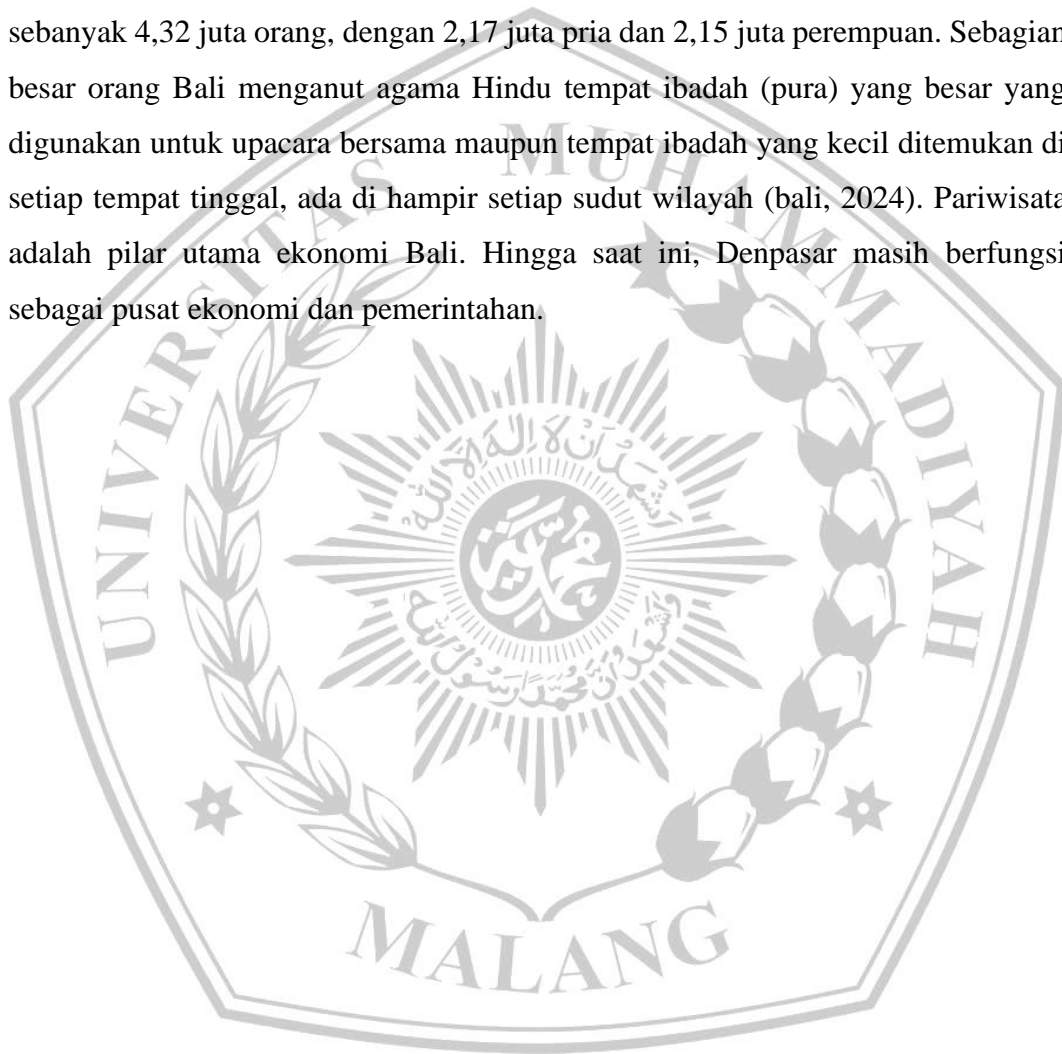 sebanyak 4,32 juta orang, dengan 2,17 juta pria dan 2,15 juta perempuan. Sebagian
besar orang Bali menganut agama Hindu tempat ibadah (pura) yang besar yang
digunakan untuk upacara bersama maupun tempat ibadah yang kecil ditemukan di
setiap tempat tinggal, ada di hampir setiap sudut wilayah (bali, 2024). Pariwisata
adalah pilar utama ekonomi Bali. Hingga saat ini, Denpasar masih berfungsi
sebagai pusat ekonomi dan pemerintahan.
UNIVERSITAS MUHAMMADIYAH
MALANG